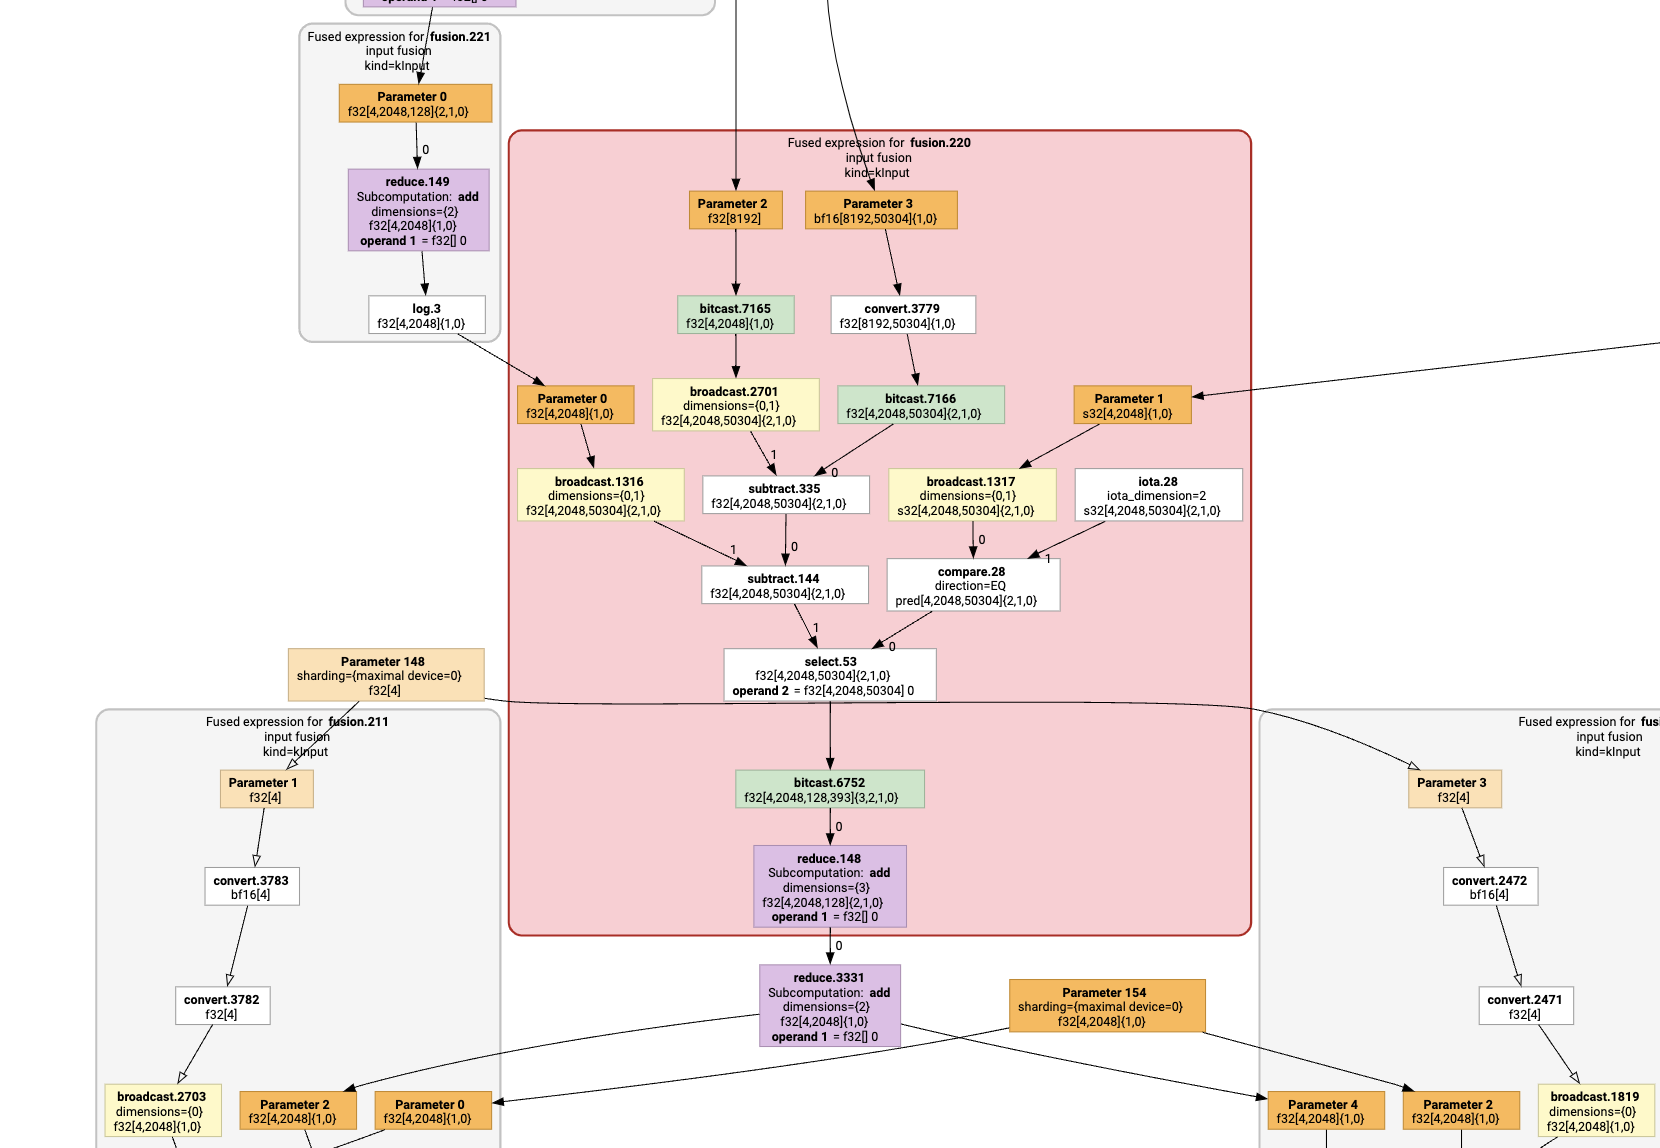 operand 1 = f32[] 0
Fused expression for fusion.221
input fusion
kind=kInput
Parameter 0
f32[4,2048,128]{2,1,0}
0
reduce.149
Subcomputation: add
dimensions={2}
f32[4,2048]{1,0}
operand 1 = f32[] 0
log.3
f32[4,2048]{1,0}
Fused expression for fusion.220
input fusion
kind=kInput
Parameter 2
f32[8192]
Parameter 3
bf16[8192,50304]{1,0}
bitcast.7165
f32[4,2048]{1,0}
convert.3779
f32[8192,50304]{1,0}
Parameter 0
f32[4,2048]{1,0}
broadcast.2701
dimensions={0,1}
f32[4,2048,50304]{2,1,0}
bitcast.7166
f32[4,2048,50304]{2,1,0}
Parameter 1
s32[4,2048]{1,0}
1
0
broadcast.1316
dimensions={0,1}
f32[4,2048,50304]{2,1,0}
subtract.335
f32[4,2048,50304]{2,1,0}
broadcast.1317
dimensions={0,1}
s32[4,2048,50304]{2,1,0}
iota.28
iota_dimension=2
s32[4,2048,50304]{2,1,0}
1
0
0
1
subtract.144
f32[4,2048,50304]{2,1,0}
compare.28
direction=EQ
pred[4,2048,50304]{2,1,0}
1
0
select.53
f32[4,2048,50304]{2,1,0}
operand 2 = f32[4,2048,50304] 0
Parameter 148
sharding={maximal device=0}
f32[4]
Fused expression for fusion.211
input fusion
kind=kInput
Parameter 1
f32[4]
convert.3783
bf16[4]
convert.3782
f32[4]
broadcast.2703
dimensions={0}
f32[4,2048]{1,0}
Parameter 2
f32[4,2048]{1,0}
Parameter 0
f32[4,2048]{1,0}
bitcast.6752
f32[4,2048,128,393]{3,2,1,0}
0
reduce.148
Subcomputation: add
dimensions={3}
f32[4,2048,128]{2,1,0}
operand 1 = f32[] 0
0
reduce.3331
Subcomputation: add
dimensions={2}
f32[4,2048]{1,0}
operand 1 = f32[] 0
Parameter 154
sharding={maximal device=0}
f32[4,2048]{1,0}
Fused expression for fusi
input fusion
kind=kInput
Parameter 3
f32[4]
convert.2472
bf16[4]
convert.2471
f32[4]
Parameter 4
f32[4,2048]{1,0}
Parameter 2
f32[4,2048]{1,0}
broadcast.1819
dimensions={0}
f32[4,2048]{1,0}